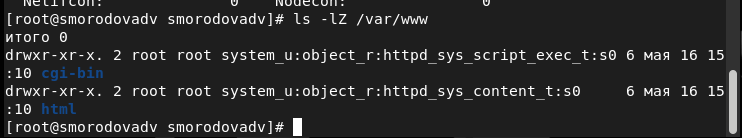 Netifcon: 0 Nodecon: 0
[root@smorodovadv smorodovadv]# ls -lZ /var/www
итого 0
drwxr-xr-x. 2 root root system_u:object_r:httpd_sys_script_exec_t:s0 6 мая 16 15
:10 cgi-bin
drwxr-xr-x. 2 root root system_u:object_r:httpd_sys_content_t:s0     6 мая 16 15
:10 html
[root@smorodovadv smorodovadv]#